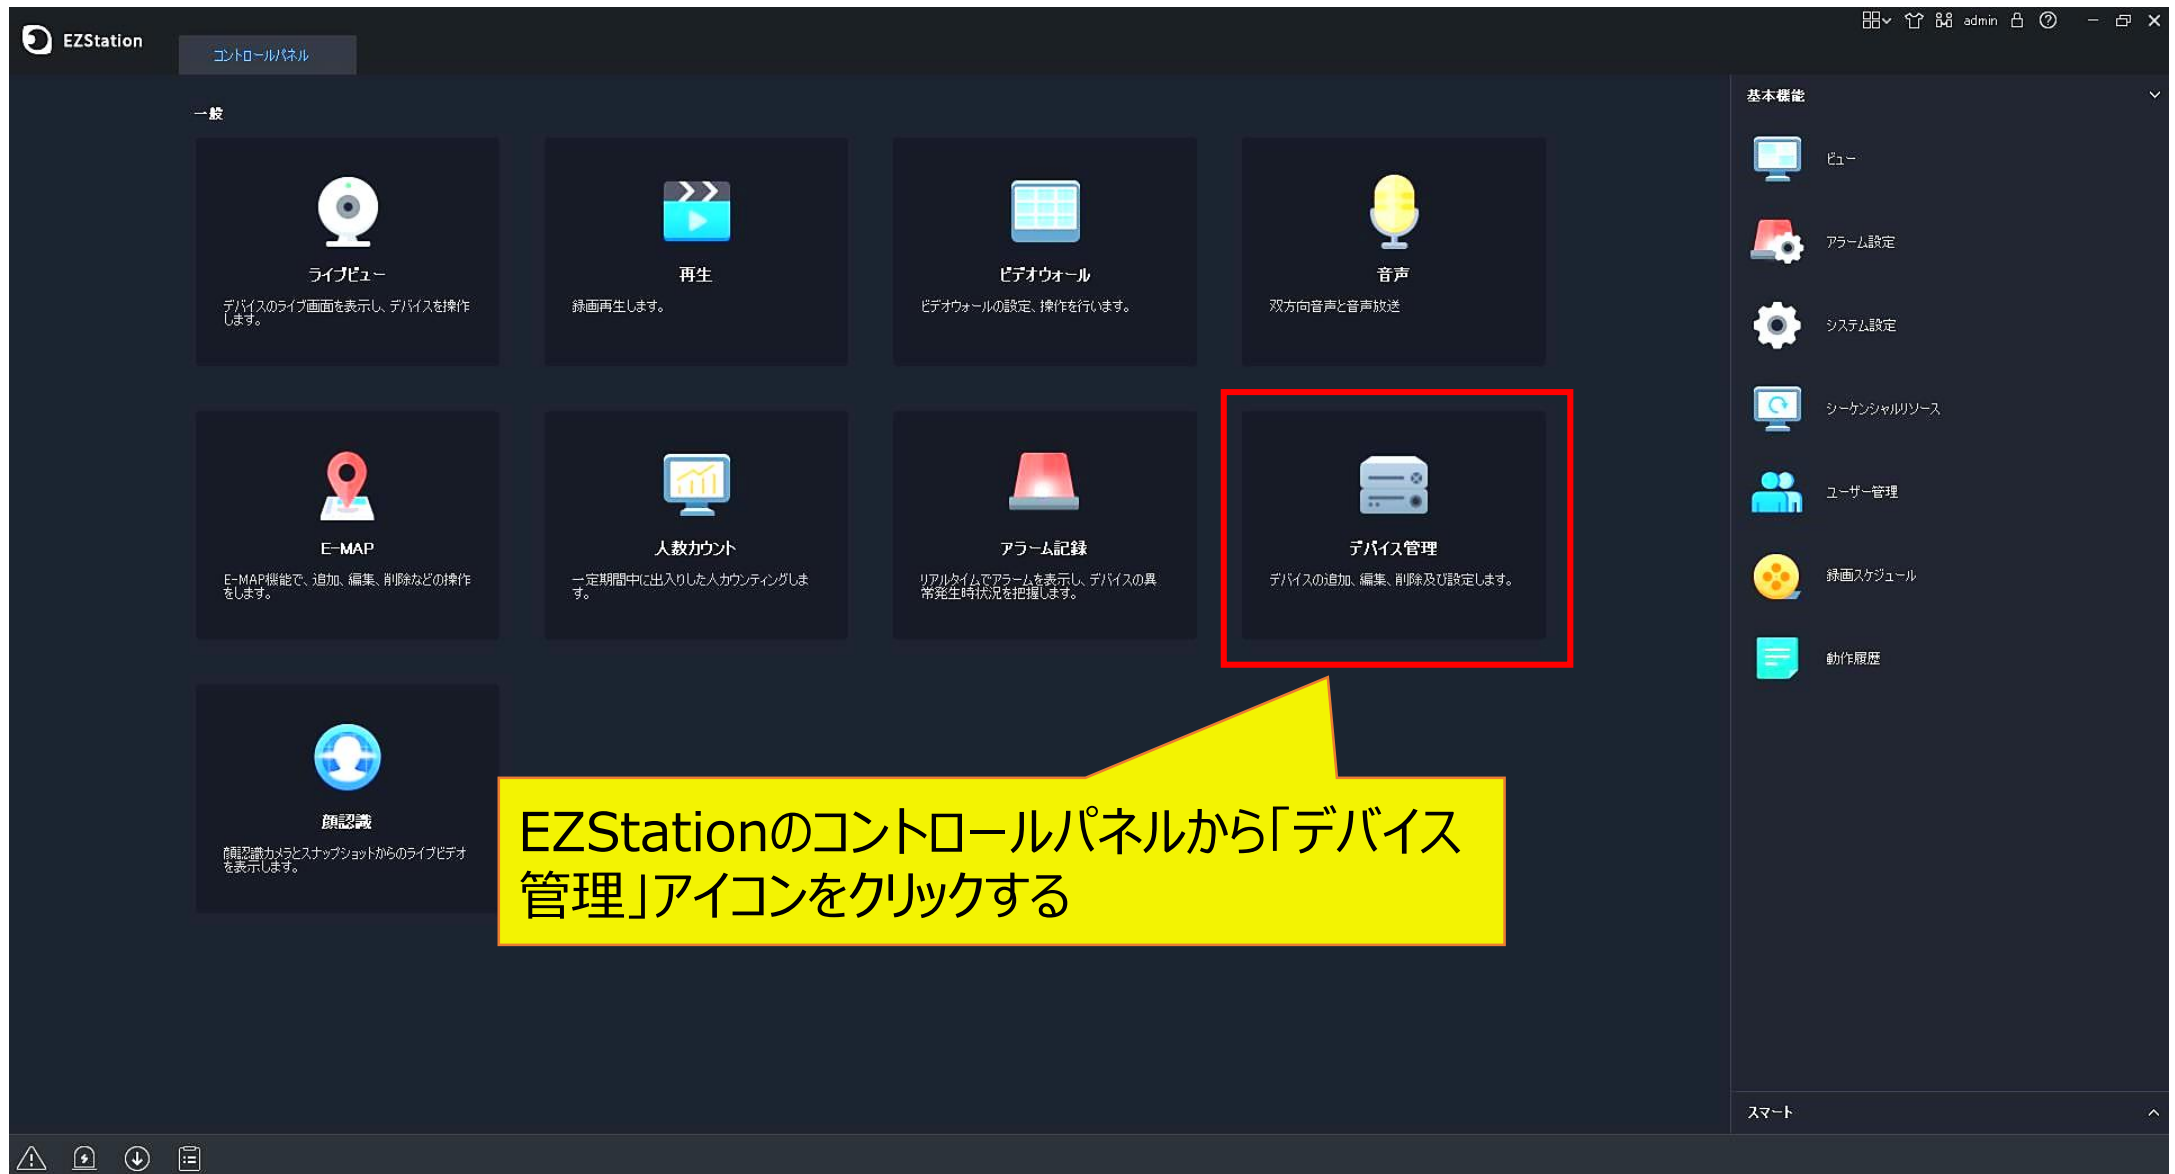 EZStation
コントロールパネル
admin
一般
ライブビュー
デバイスのライブ画面を表示し、デバイスを操作
します。
再生
録画再生します。
ビデオウォール
ビデオウォールの設定、操作を行います。
音声
双方向音声と音声放送
E-MAP
E-MAP機能で、追加、編集、削除などの操作
をします。
人数カウント
一定期間中に出入りした人カウンティングしま
す。
アラーム記録
リアルタイムでアラームを表示し、デバイスの異
常発生時状況を把握します。
デバイス管理
デバイスの追加、編集、削除及び設定します。
顔認識
顔認識カメラとスナップショットからのライブビデオ
を表示します。
EZStationのコントロールパネルから「デバイス
管理」アイコンをクリックする
基本機能
ビュー
アラーム設定
システム設定
シーケンシャルリソース
ユーザー管理
録画スケジュール
動作履歴
スマート